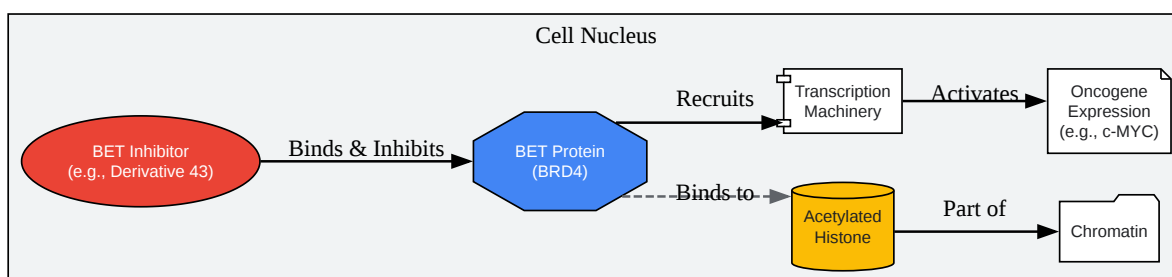 Cell Nucleus
BET Inhibitor
(e.g., Derivative 43)
Binds & Inhibits
BET Protein
(BRD4)
Recruits
Transcription
Machinery
Activates
Oncogene
Expression
(e.g., c-MYC)
Binds to
Acetylated
Histone
Part of
Chromatin